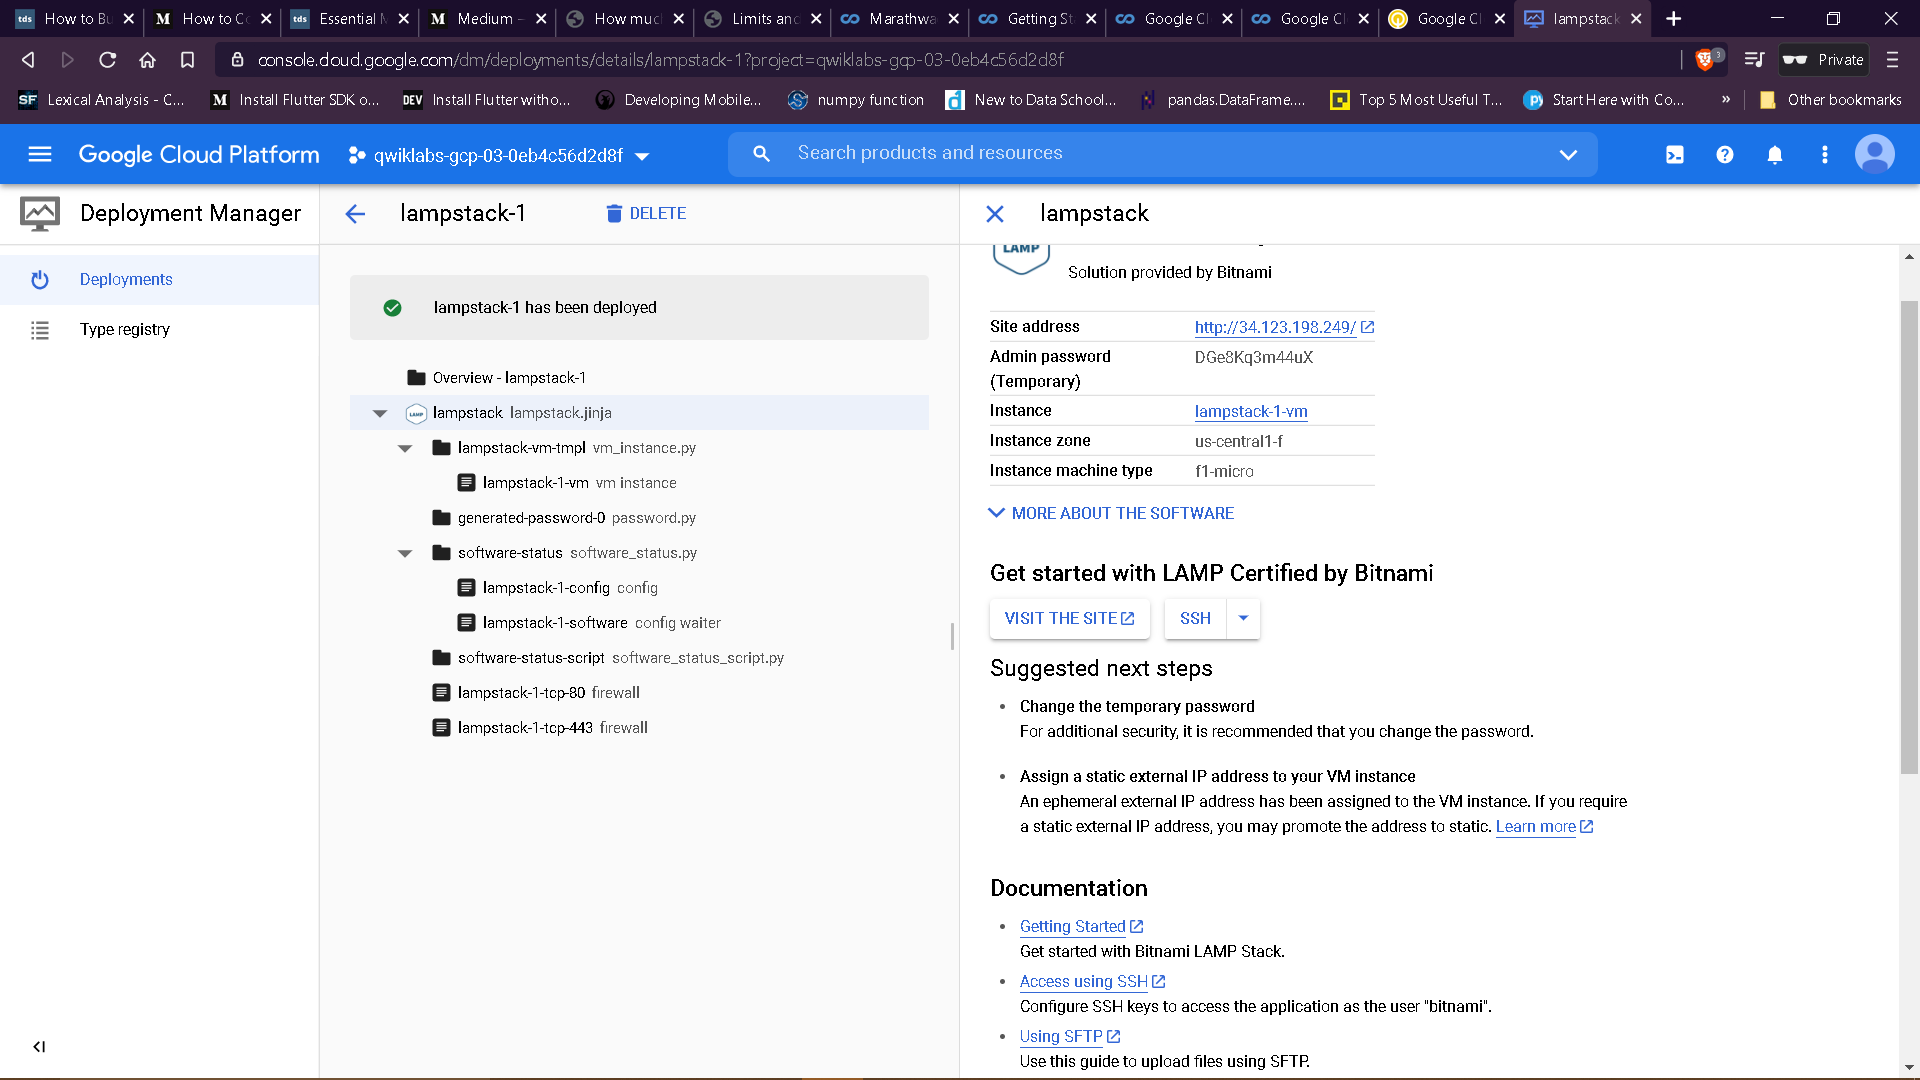 tds How to Bu
M How to Co
tds Essential M
M Medium –
How muc
Limits and
Marathwa
Getting St
Google Cl
Google Cl
Google Cl
lampstack
console.cloud.google.com/dm/deployments/details/lampstack-1?project=qwiklabs-gcp-03-0eb4c56d2d8f
3
Private
SF Lexical Analysis - C...
M Install Flutter SDK o...
DEV Install Flutter witho...
Developing Mobile...
numpy function
d New to Data School...
pandas.DataFrame....
Top 5 Most Useful T...
Start Here with Co...
»
Other bookmarks
Google Cloud Platform
qwiklabs-gcp-03-0eb4c56d2d8f
Search products and resources
Deployment Manager
Deployments
Type registry
lampstack-1
DELETE
lampstack-1 has been deployed
Overview - lampstack-1
LAMP lampstack lampstack.jinja
lampstack-vm-tmpl vm_instance.py
lampstack-1-vm vm instance
generated-password-0 password.py
software-status software_status.py
lampstack-1-config config
lampstack-1-software config waiter
software-status-script software_status_script.py
lampstack-1-tcp-80 firewall
lampstack-1-tcp-443 firewall
lampstack
LAMP
Solution provided by Bitnami
Site address http://34.123.198.249/
Admin password DGe8Kq3m44uX
(Temporary)
Instance lampstack-1-vm
Instance zone us-central1-f
Instance machine type f1-micro
MORE ABOUT THE SOFTWARE
Get started with LAMP Certified by Bitnami
VISIT THE SITE
SSH
Suggested next steps
• Change the temporary password
For additional security, it is recommended that you change the password.
• Assign a static external IP address to your VM instance
An ephemeral external IP address has been assigned to the VM instance. If you require
a static external IP address, you may promote the address to static. Learn more
Documentation
• Getting Started
Get started with Bitnami LAMP Stack.
• Access using SSH
Configure SSH keys to access the application as the user "bitnami".
• Using SFTP
Use this guide to upload files using SFTP.